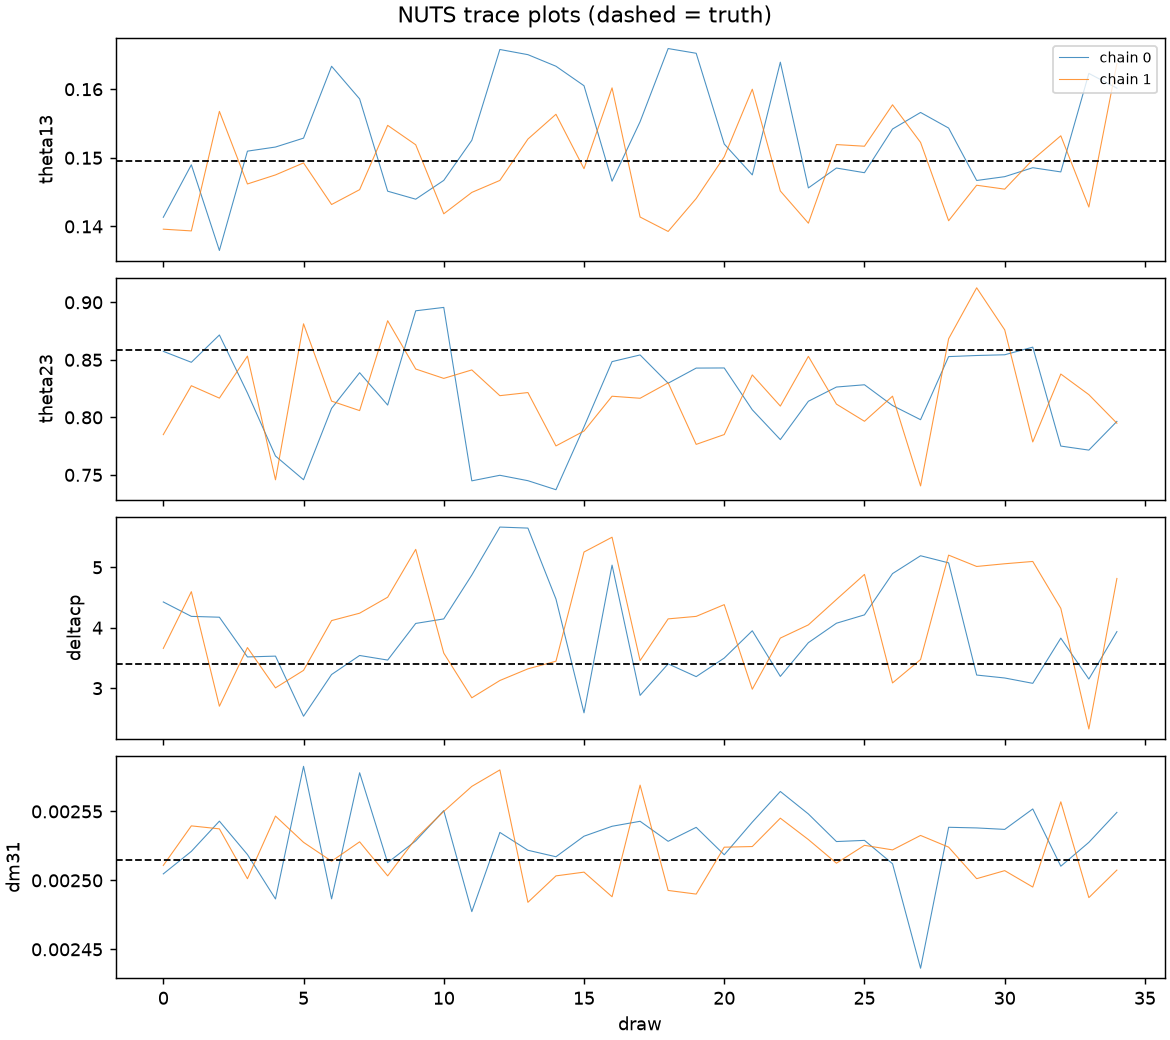 NUTS trace plots (dashed = truth)
chain 0
chain 1
theta13
0.16
0.15
0.14
theta23
0.90
0.85
0.80
0.75
deltacp
5
4
3
dm31
0.00255
0.00250
0.00245
0 5 10 15 20 25 30 35
draw